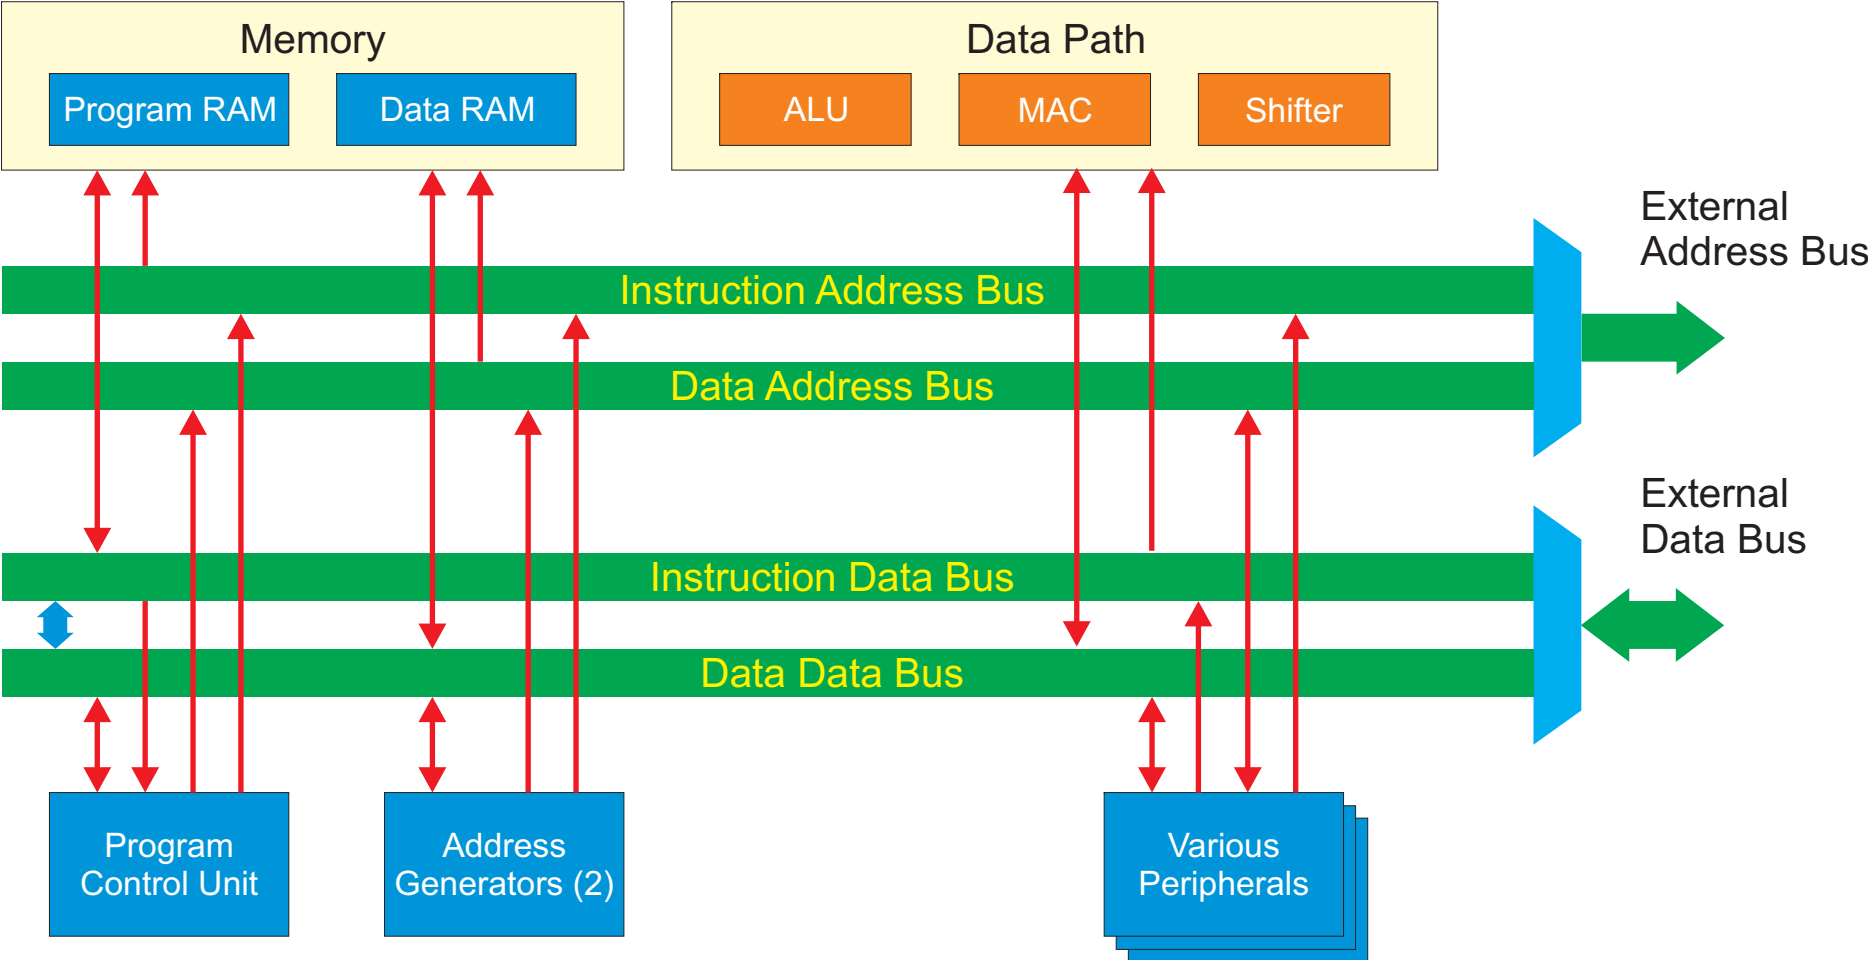 Memory
Data Path
Program RAM
Data RAM
ALU
MAC
Shifter
External
Address Bus
Instruction Address Bus
Data Address Bus
External
Data Bus
Instruction Data Bus
Data Data Bus
Program
Control Unit
Address
Generators (2)
Various
Peripherals